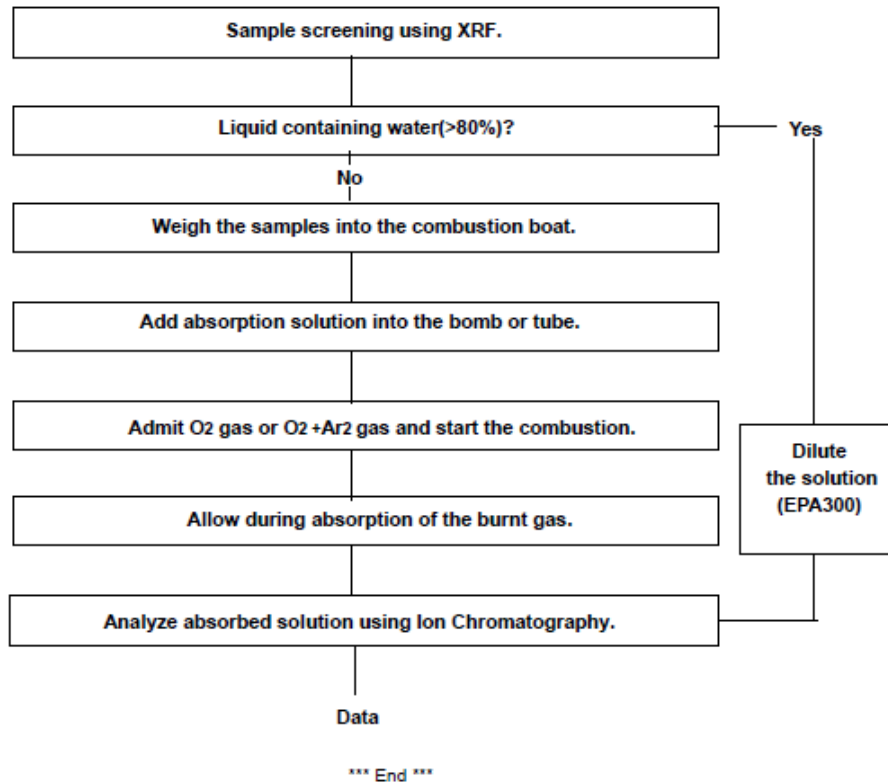 Sample screening using XRF.
Liquid containing water(>80%)?
Yes
No
Weigh the samples into the combustion boat.
Add absorption solution into the bomb or tube.
Admit O2 gas or O2 +Ar2 gas and start the combustion.
Dilute
the solution
(EPA300)
Allow during absorption of the burnt gas.
Analyze absorbed solution using Ion Chromatography.
Data
*** End ***